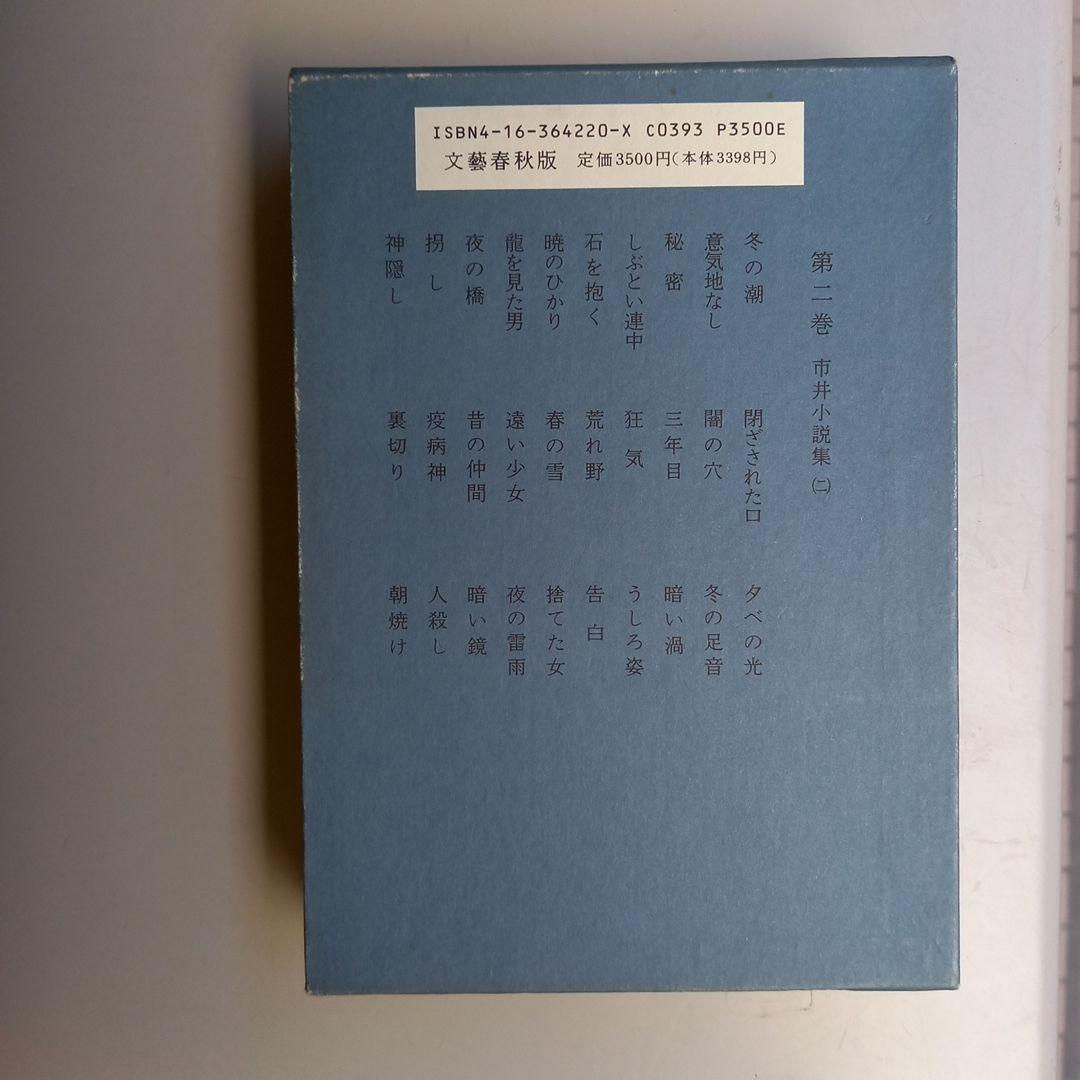 ISBN4-16-364220-X C0393 P3500E
文藝春秋版 定価3500円(本体3398円)
第二巻 市井小説集㈡
冬の潮
意気地なし
秘密
しぶとい連中
石を抱く
暁のひかり
龍を見た男
夜の橋
拐し
神隠し
閉ざされた口
闇の穴
三年目
狂気
荒れ野
春の雪
遠い少女
昔の仲間
疫病神
裏切り
夕べの光
冬の足音
暗い渦
うしろ姿
告白
捨てた女
夜の雷雨
暗い鏡
人殺し
朝焼け